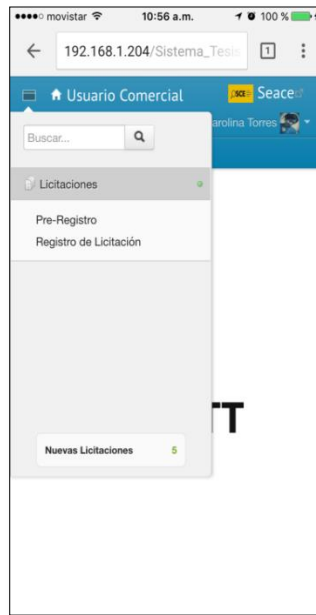 movistar 10:56 a.m. 100 %
192.168.1.204/Sistema_Tesis
1
Usuario Comercial
Seace
arolina Torres
Buscar...
Licitaciones
Pre-Registro
Registro de Licitación
TT
Nuevas Licitaciones 5